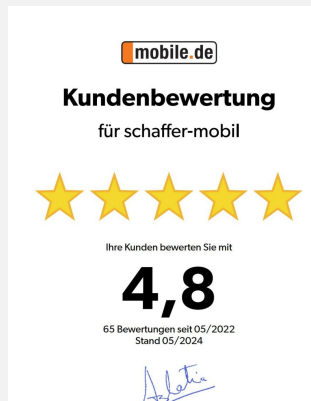 mobile.de
Kundenbewertung
für schaffer-mobil
Ihre Kunden bewerten Sie mit
4,8
65 Bewertungen seit 05/2022
Stand 05/2024